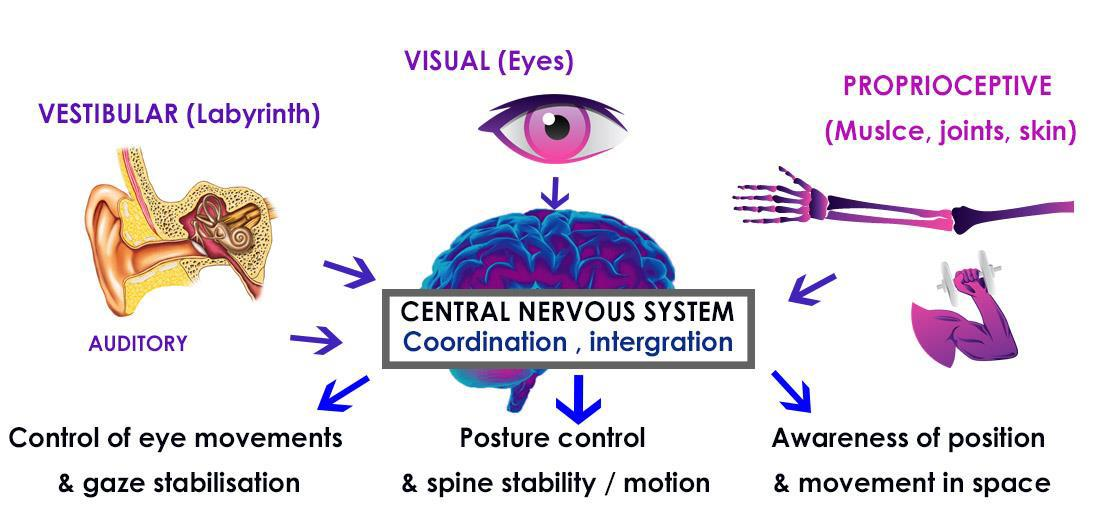 VISUAL (Eyes)
VESTIBULAR (Labyrinth)
PROPRIOCEPTIVE
(Muslce, joints, skin)
CENTRAL NERVOUS SYSTEM
Coordination , intergration
AUDITORY
Control of eye movements
& gaze stabilisation
Posture control
& spine stability / motion
Awareness of position
& movement in space